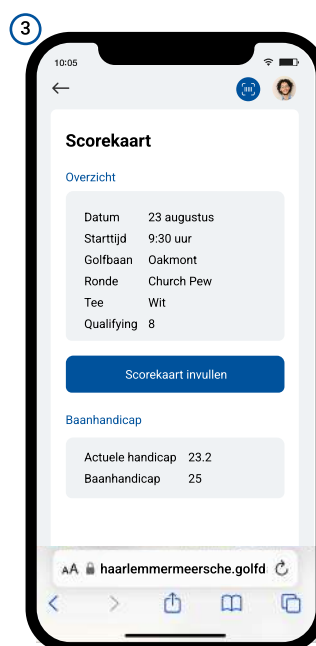 3
10:05
Scorekaart
Overzicht
Datum 23 augustus
Starttijd 9:30 uur
Golfbaan Oakmont
Ronde Church Pew
Tee Wit
Qualifying 8
Scorekaart invullen
Baanhandicap
Actuele handicap 23.2
Baanhandicap 25
AA haarlemmermeersche.golfd